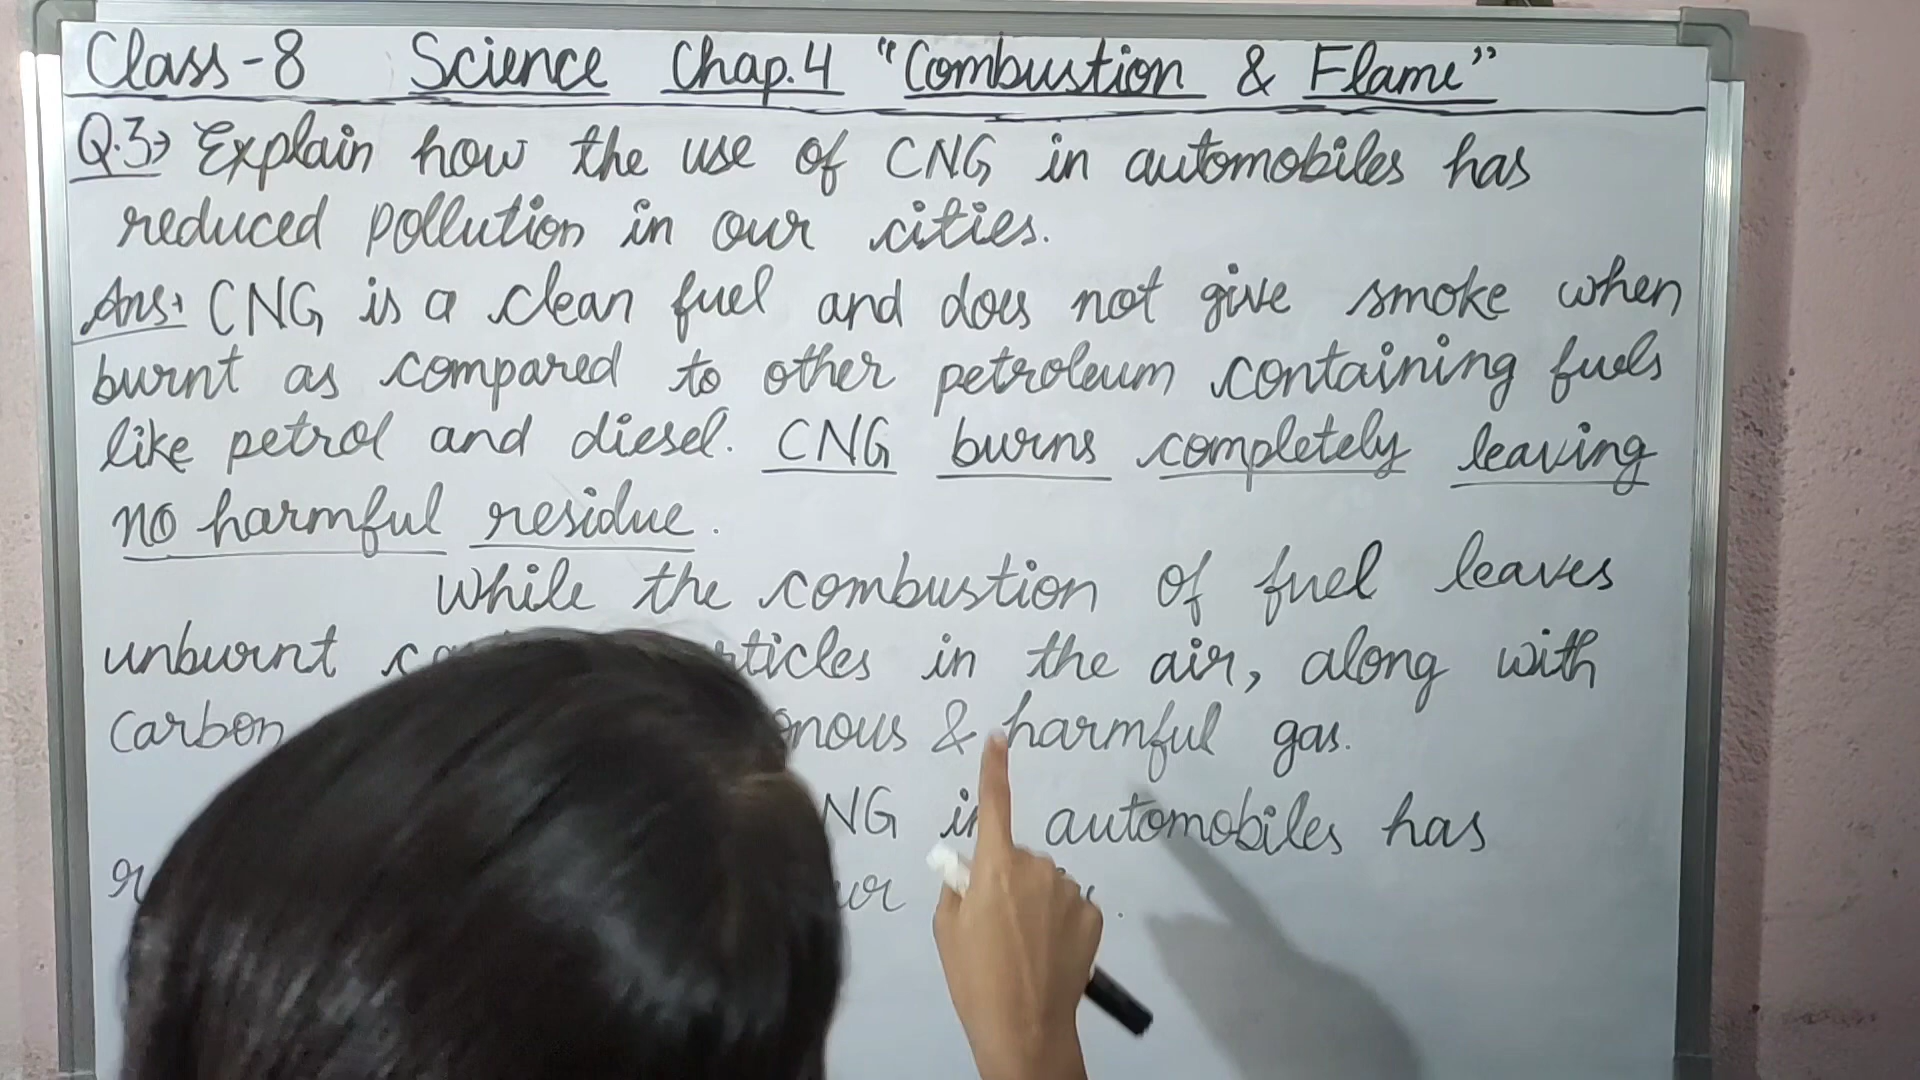 Class-8 Science Chap.4 "Combustion & Flame"
Q.3→ Explain how the use of CNG in automobiles has
reduced pollution in our cities.
Ans→ CNG is a clean fuel and does not give smoke when
burnt as compared to other petroleum containing fuels
like petrol and diesel. CNG burns completely leaving
no harmful residue.
While the combustion of fuel leaves
unburnt in the air, along with
carbon & harmful gas.
in automobiles has